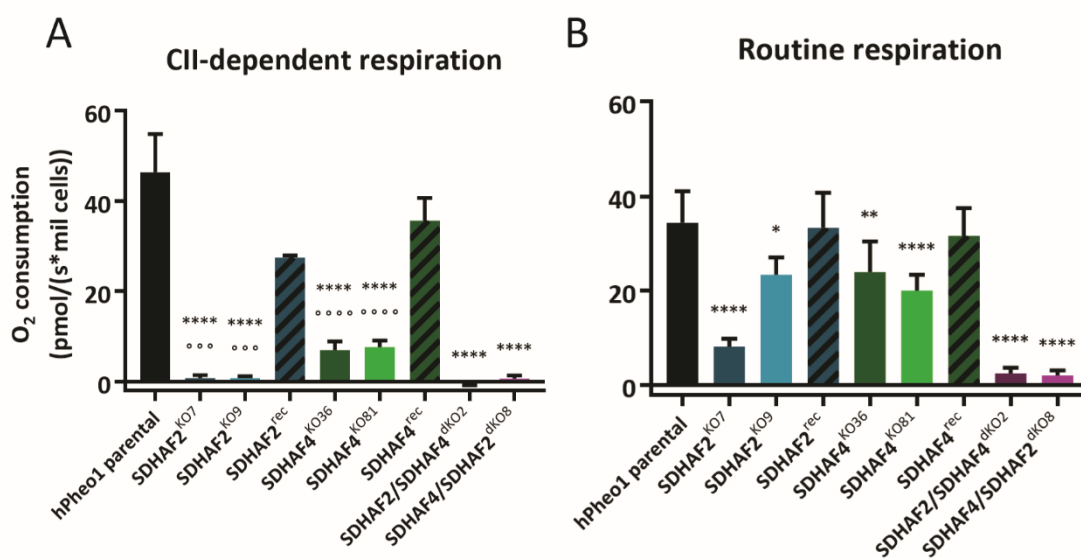 A
CII-dependent respiration
O₂ consumption
(pmol/(s*mil cells))
60
40
20
0
****
°°°
****
°°°
****
°°°°
****
°°°°
****
****
hPheo1 parental
SDHAF2ᴷᴼ⁷
SDHAF2ᴷᴼ⁹
SDHAF2ʳᵉᶜ
SDHAF4ᴷᴼ³⁶
SDHAF4ᴷᴼ⁸¹
SDHAF4ʳᵉᶜ
SDHAF2/SDHAF4ᵈᴷᴼ²
SDHAF4/SDHAF2ᵈᴷᴼ⁸
B
Routine respiration
60
40
20
0
****
*
**
****
****
****
hPheo1 parental
SDHAF2ᴷᴼ⁷
SDHAF2ᴷᴼ⁹
SDHAF2ʳᵉᶜ
SDHAF4ᴷᴼ³⁶
SDHAF4ᴷᴼ⁸¹
SDHAF4ʳᵉᶜ
SDHAF2/SDHAF4ᵈᴷᴼ²
SDHAF4/SDHAF2ᵈᴷᴼ⁸